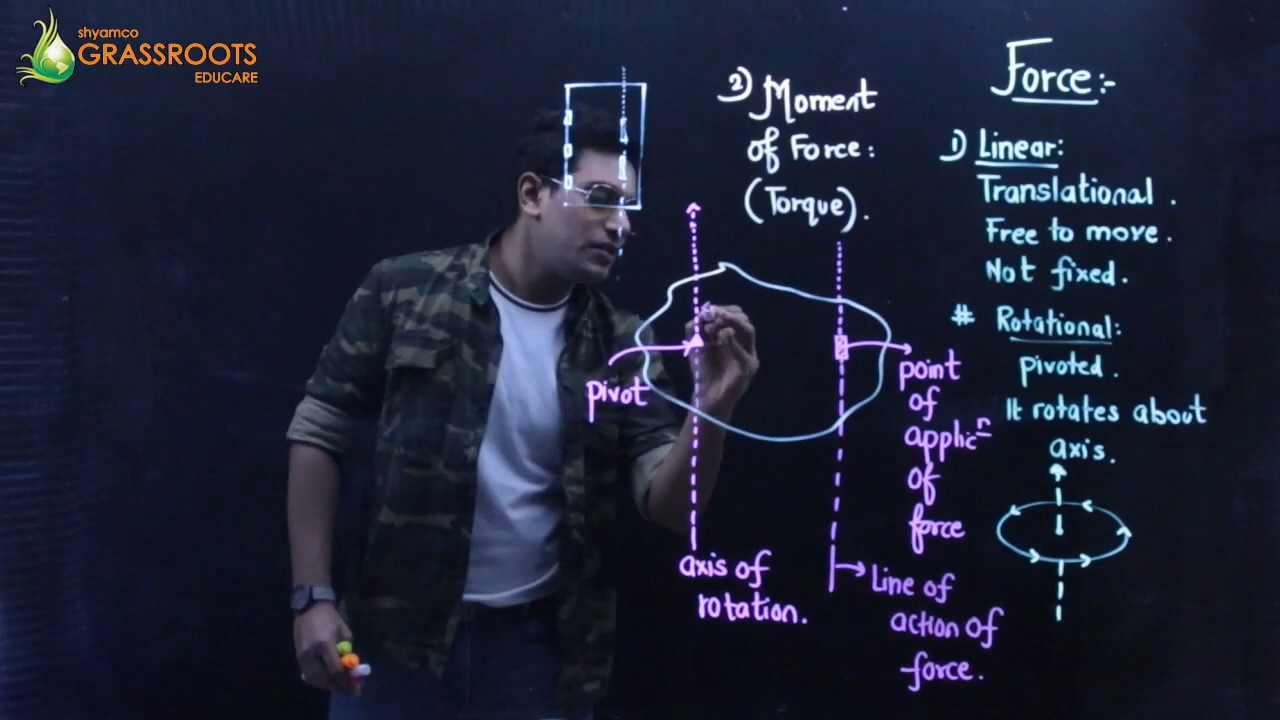 shyamco
GRASSROOTS
EDUCARE
Force:-
1) Linear:
Translational.
Free to move.
Not fixed.
# Rotational:
pivoted.
It rotates about
axis.
2) Moment
of Force:
(Torque).
pivot
axis of
rotation.
point
of
applicⁿ
of
force
Line of
action of
force.